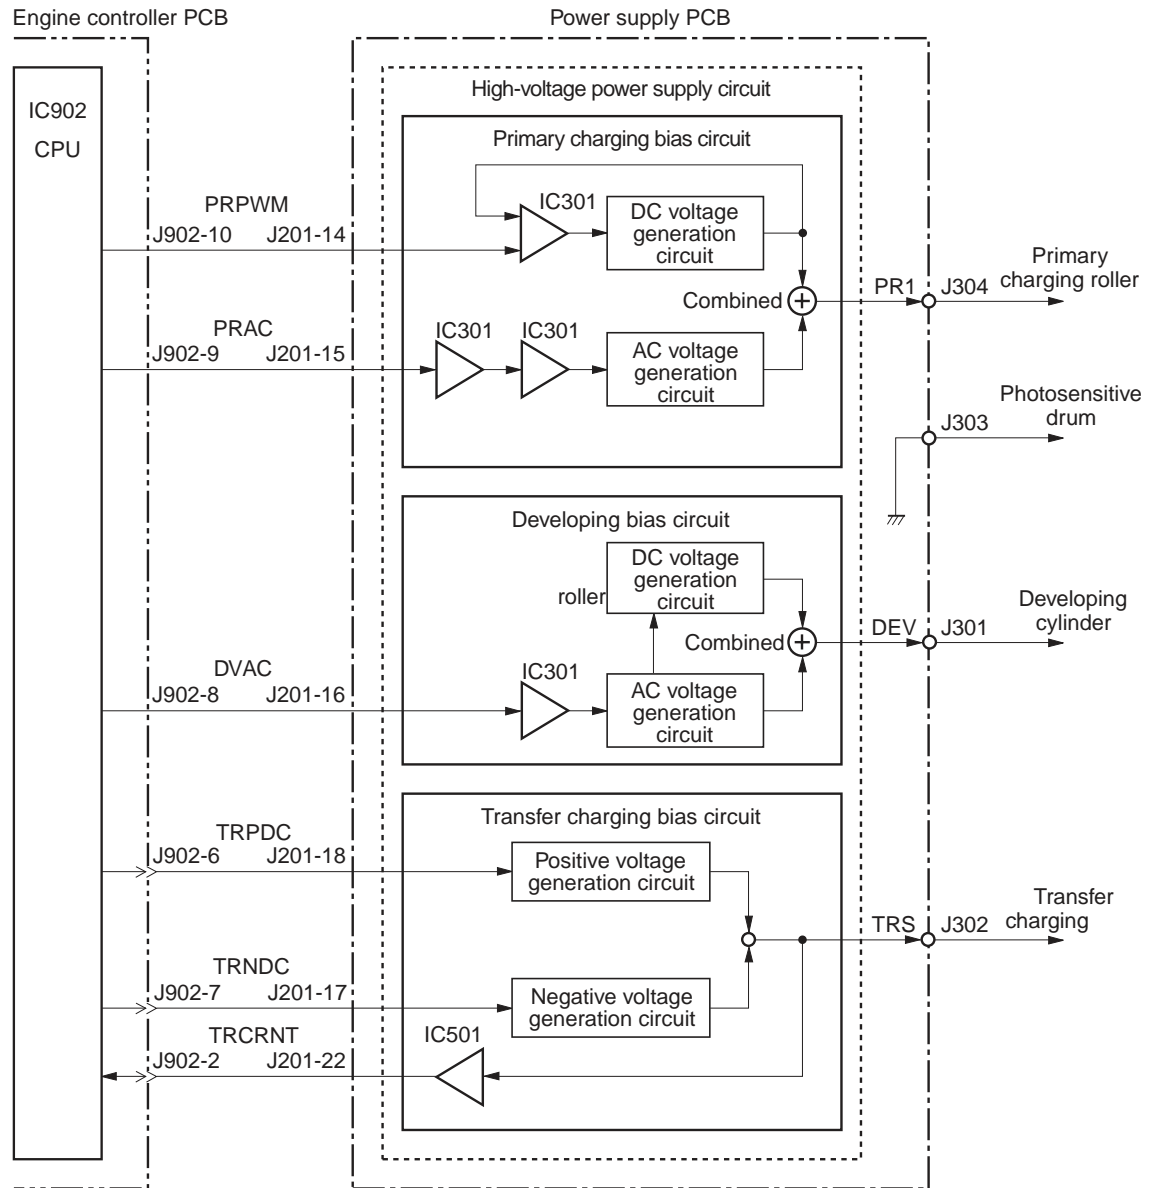 Engine controller PCB
Power supply PCB
IC902
CPU
High-voltage power supply circuit
Primary charging bias circuit
PRPWM
J902-10
J201-14
IC301
DC voltage
generation
circuit
Combined
PR1
J304
Primary
charging roller
PRAC
J902-9
J201-15
IC301
IC301
AC voltage
generation
circuit
J303
Photosensitive
drum
Developing bias circuit
DC voltage
generation
circuit
roller
Combined
DEV
J301
Developing
cylinder
DVAC
J902-8
J201-16
IC301
AC voltage
generation
circuit
Transfer charging bias circuit
TRPDC
J902-6
J201-18
Positive voltage
generation circuit
TRS
J302
Transfer
charging
TRNDC
J902-7
J201-17
Negative voltage
generation circuit
TRCRNT
J902-2
J201-22
IC501